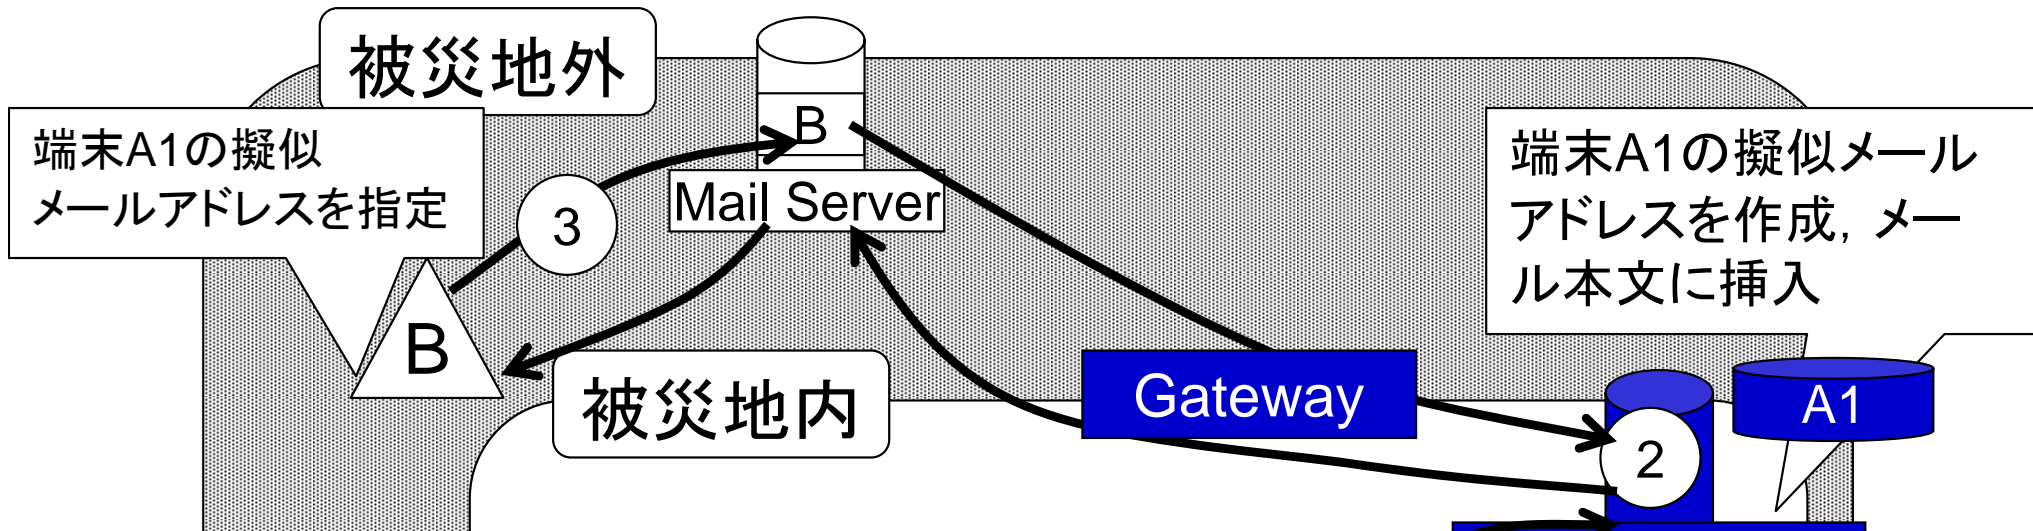 被災地外
B
端末A1の擬似
メールアドレスを指定
端末A1の擬似メール
アドレスを作成，メー
ル本文に挿入
Mail Server
3
B
被災地内
Gateway
A1
2